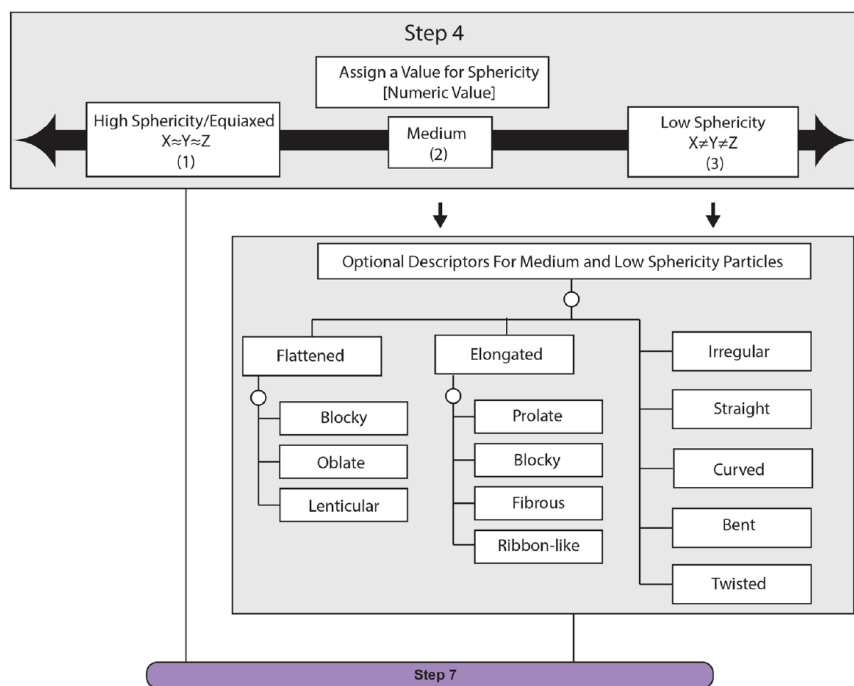 Step 4
Assign a Value for Sphericity
[Numeric Value]
High Sphericity/Equiaxed
X≈Y≈Z
(1)
Medium
(2)
Low Sphericity
X≠Y≠Z
(3)
Optional Descriptors For Medium and Low Sphericity Particles
Flattened
Blocky
Oblate
Lenticular
Elongated
Prolate
Blocky
Fibrous
Ribbon-like
Irregular
Straight
Curved
Bent
Twisted
Step 7